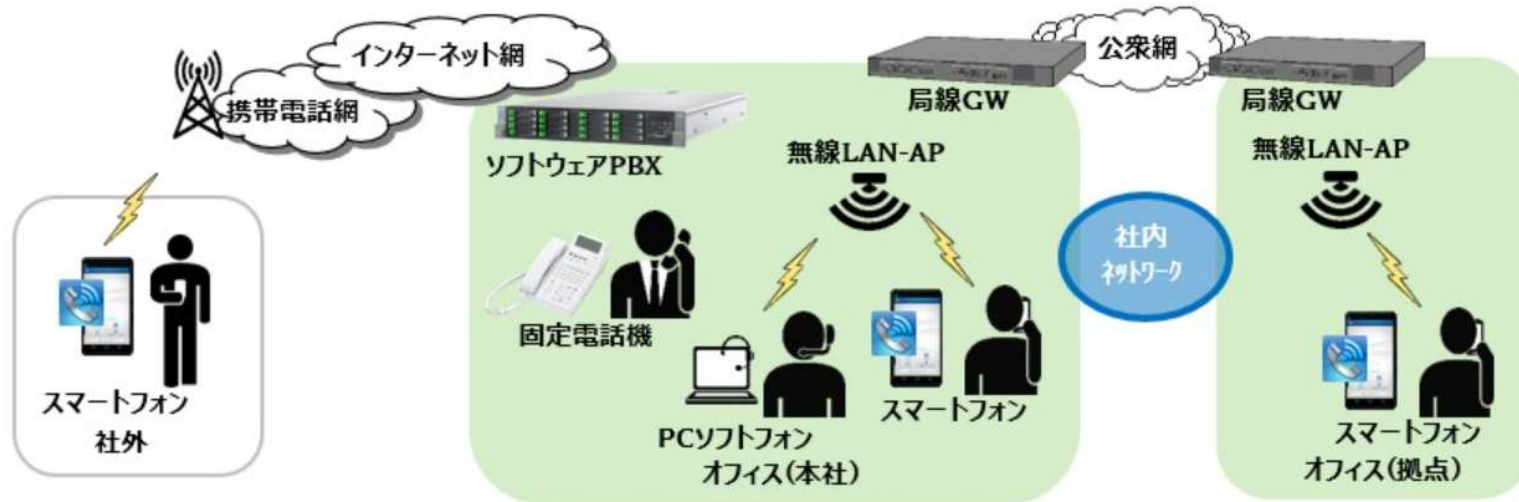 インターネット網
携帯電話網
公衆網
局線GW
局線GW
ソフトウェアPBX
無線LAN-AP
無線LAN-AP
社内
ネットワーク
固定電話機
スマートフォン
社外
PCソフトフォン
スマートフォン
オフィス(本社)
スマートフォン
オフィス(拠点)